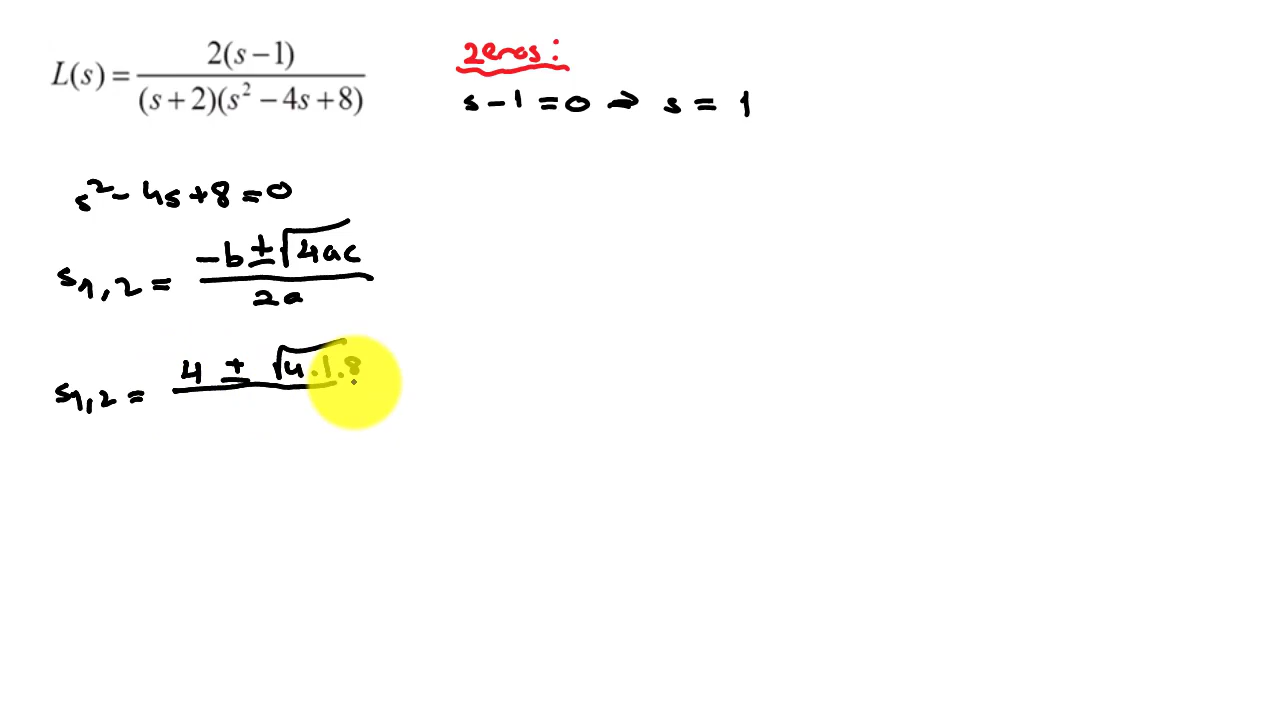 L(s) = 2(s−1) / (s+2)(s² −4s+8)
zeros:
s−1=0 ⇒ s = 1
s²− 4s+8=0
s1,2 = −b±√4ac / 2a
s1,2 = 4 ± √4.1.8